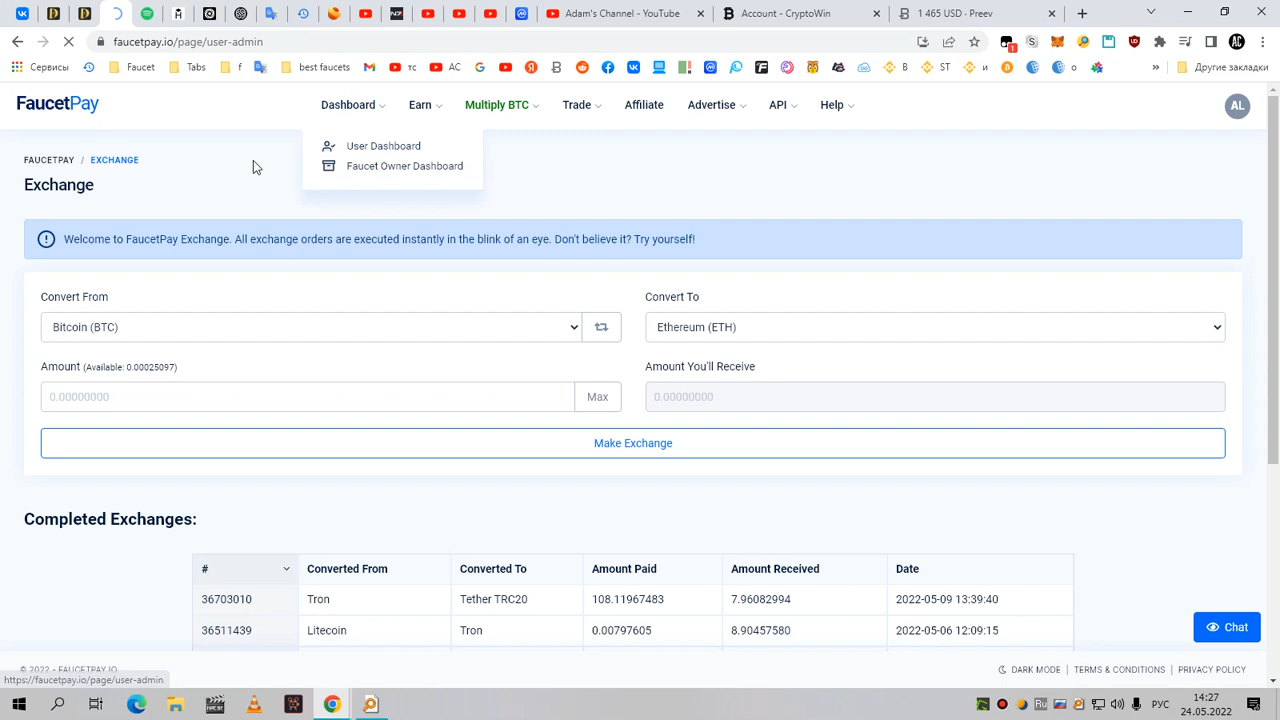 Adam's Chands - YouTube
Account - CryptoWin
1 465 USD - Preev
faucetpay.io/page/user-admin
Сервисы
Faucet
Tabs
f
best faucets
тс
АС
В
ST
и
о
Другие закладки
FaucetPay
Dashboard
Earn
Multiply BTC
Trade
Affiliate
Advertise
API
Help
AL
User Dashboard
Faucet Owner Dashboard
FAUCETPAY / EXCHANGE
Exchange
Welcome to FaucetPay Exchange. All exchange orders are executed instantly in the blink of an eye. Don't believe it? Try yourself!
Convert From
Convert To
Bitcoin (BTC)
Ethereum (ETH)
Amount (Available: 0.00025097)
Amount You'll Receive
0.00000000
Max
0.00000000
Make Exchange
Completed Exchanges:
# Converted From Converted To Amount Paid Amount Received Date
36703010 Tron Tether TRC20 108.11967483 7.96082994 2022-05-09 13:39:40
36511439 Litecoin Tron 0.00797605 8.90457580 2022-05-06 12:09:15
Chat
© 2022 - FAUCETPAY.IO
DARK MODE | TERMS & CONDITIONS | PRIVACY POLICY
https://faucetpay.io/page/user-admin
РУС
14:27
24.05.2022